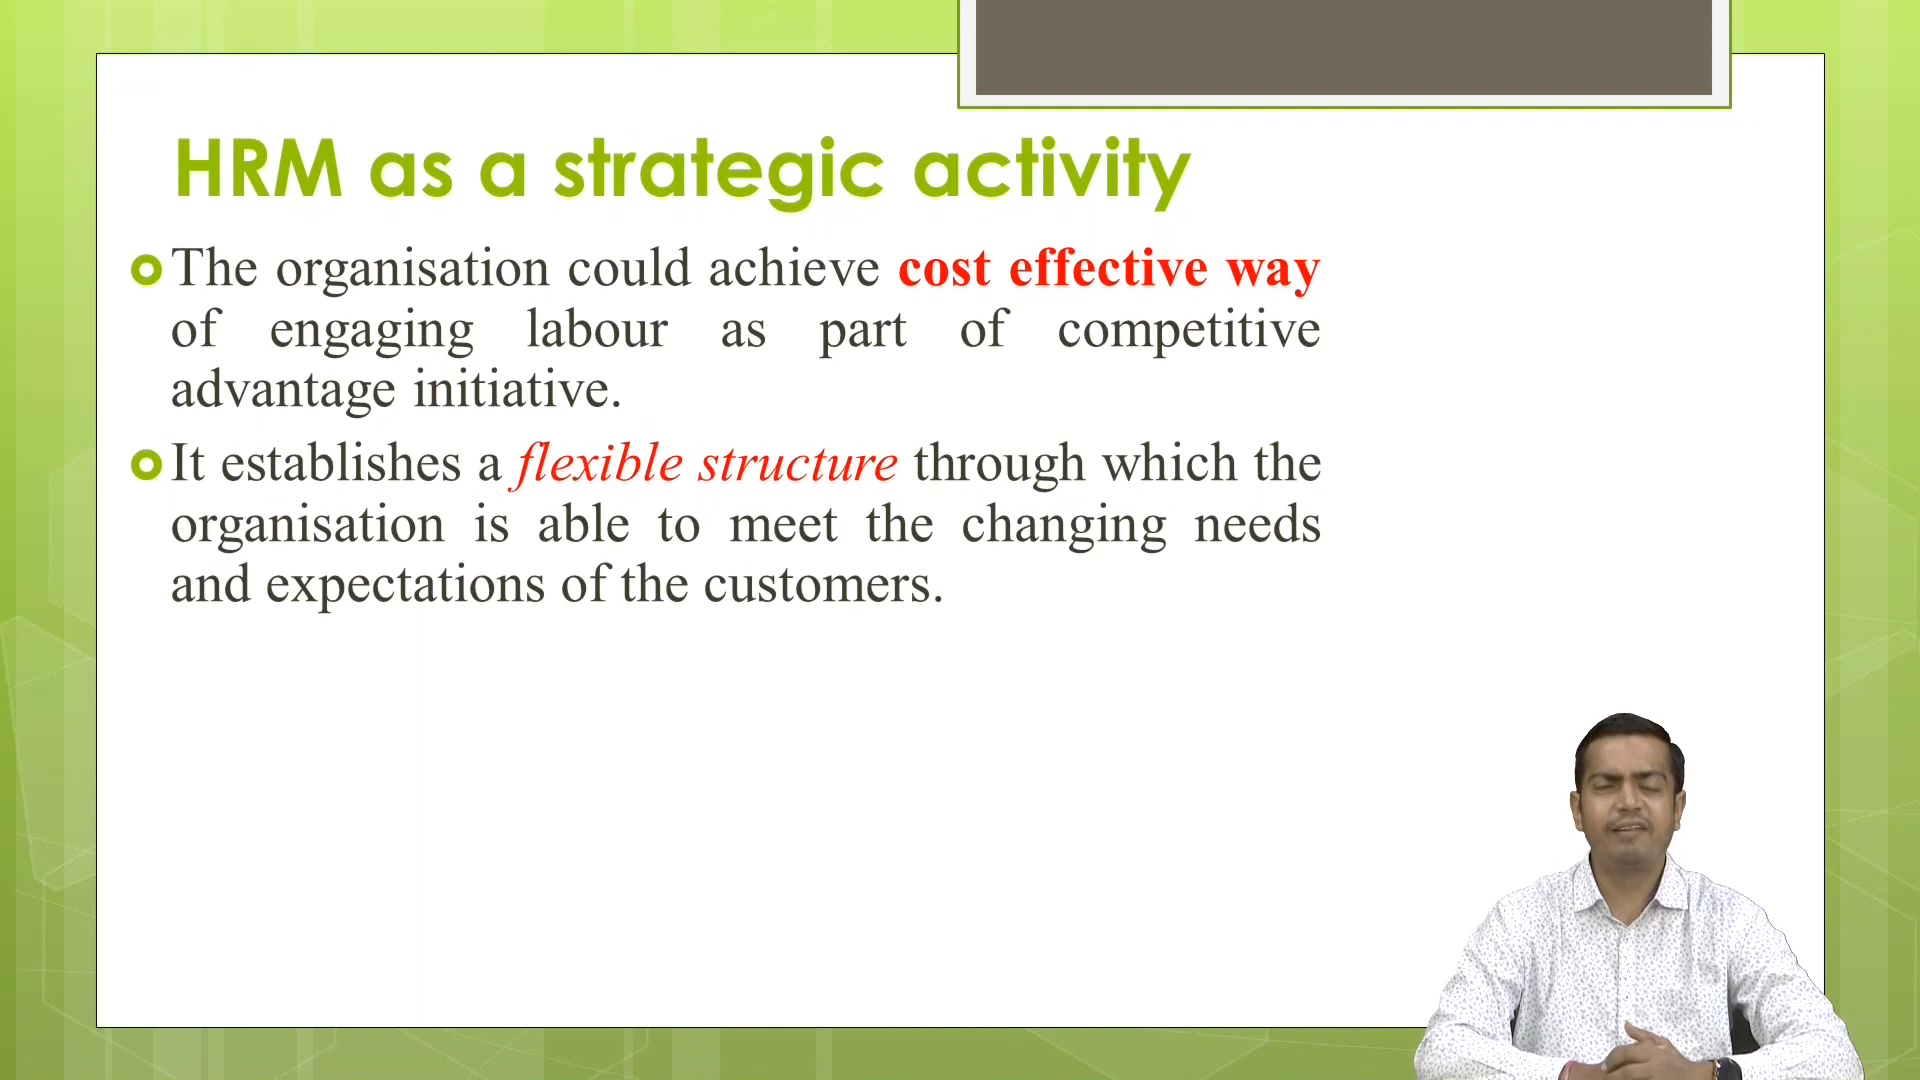 HRM as a strategic activity
The organisation could achieve cost effective way
of engaging labour as part of competitive
advantage initiative.
It establishes a flexible structure through which the
organisation is able to meet the changing needs
and expectations of the customers.